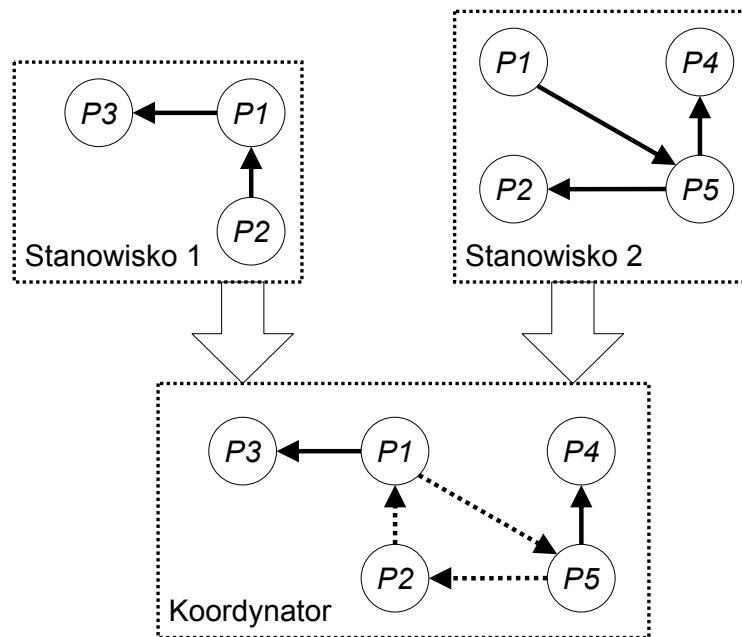 P3
P1
P2
Stanowisko 1
P1
P4
P2
P5
Stanowisko 2
P3
P1
P4
P2
P5
Koordynator